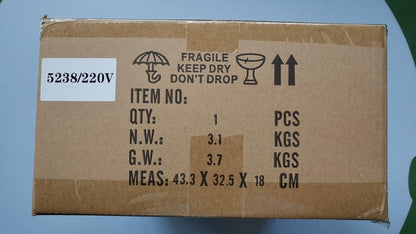 5238/220V
FRAGILE
KEEP DRY
DON'T DROP
ITEM NO:
QTY: 1 PCS
N.W.: 3.1 KGS
G.W.: 3.7 KGS
MEAS: 43.3 X 32.5 X 18 CM